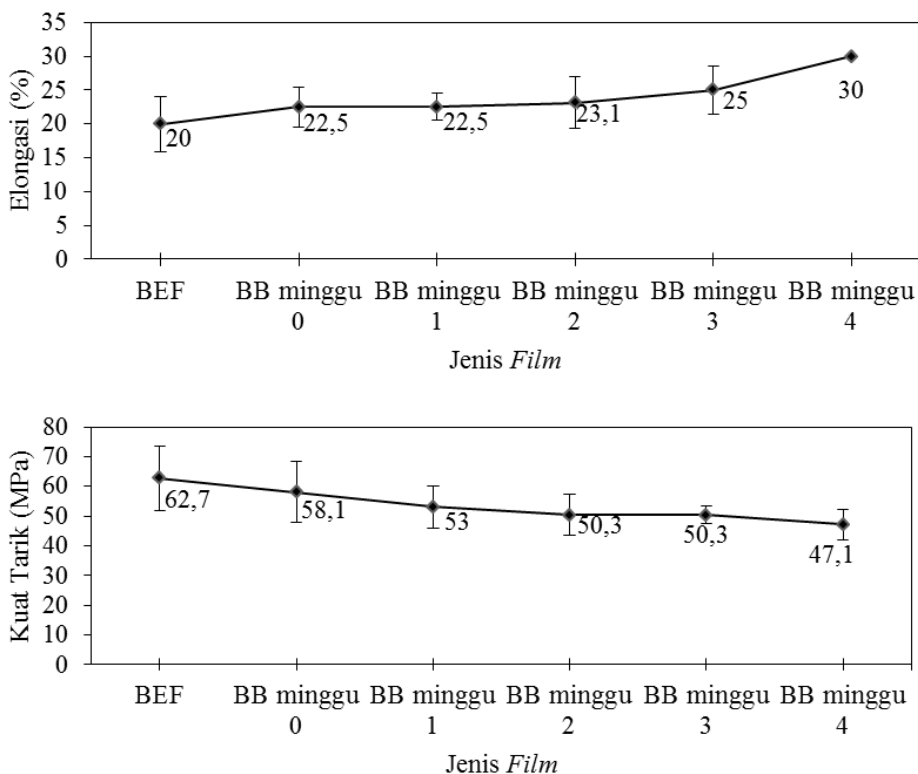 35
30
25
20
15
10
5
0
Elongasi (%)
20
22,5
22,5
23,1
25
30
BEF
BB minggu
0
BB minggu
1
BB minggu
2
BB minggu
3
BB minggu
4
Jenis Film
80
70
60
50
40
30
20
10
0
Kuat Tarik (MPa)
62,7
58,1
53
50,3
50,3
47,1
BEF
BB minggu
0
BB minggu
1
BB minggu
2
BB minggu
3
BB minggu
4
Jenis Film